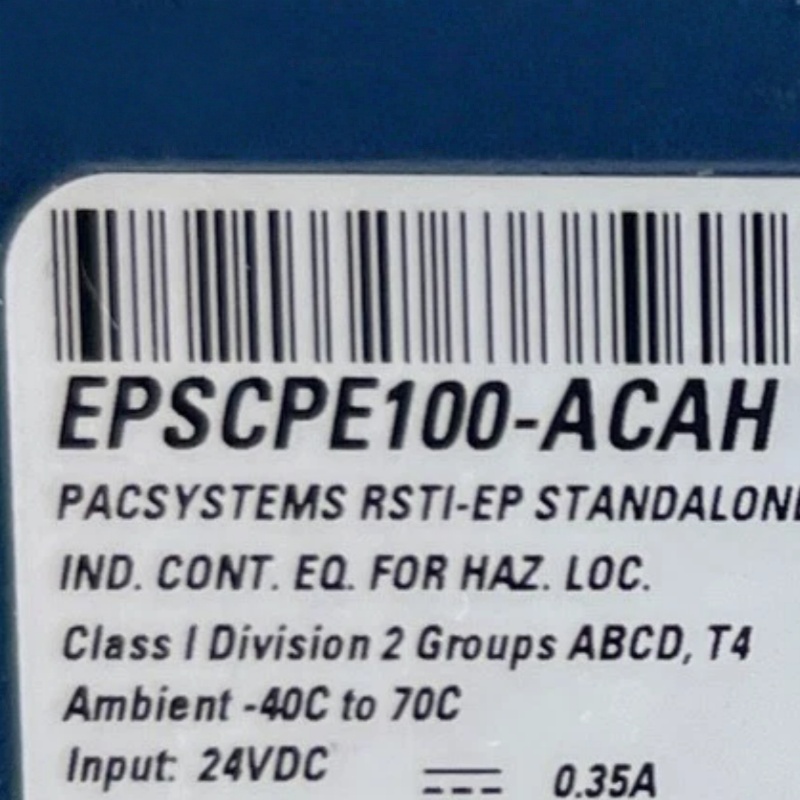 EPSCPE100-ACAH
PACSYSTEMS RSTI-EP STANDALONE
IND. CONT. EQ. FOR HAZ. LOC.
Class I Division 2 Groups ABCD, T4
Ambient -40C to 70C
Input: 24VDC 0.35A